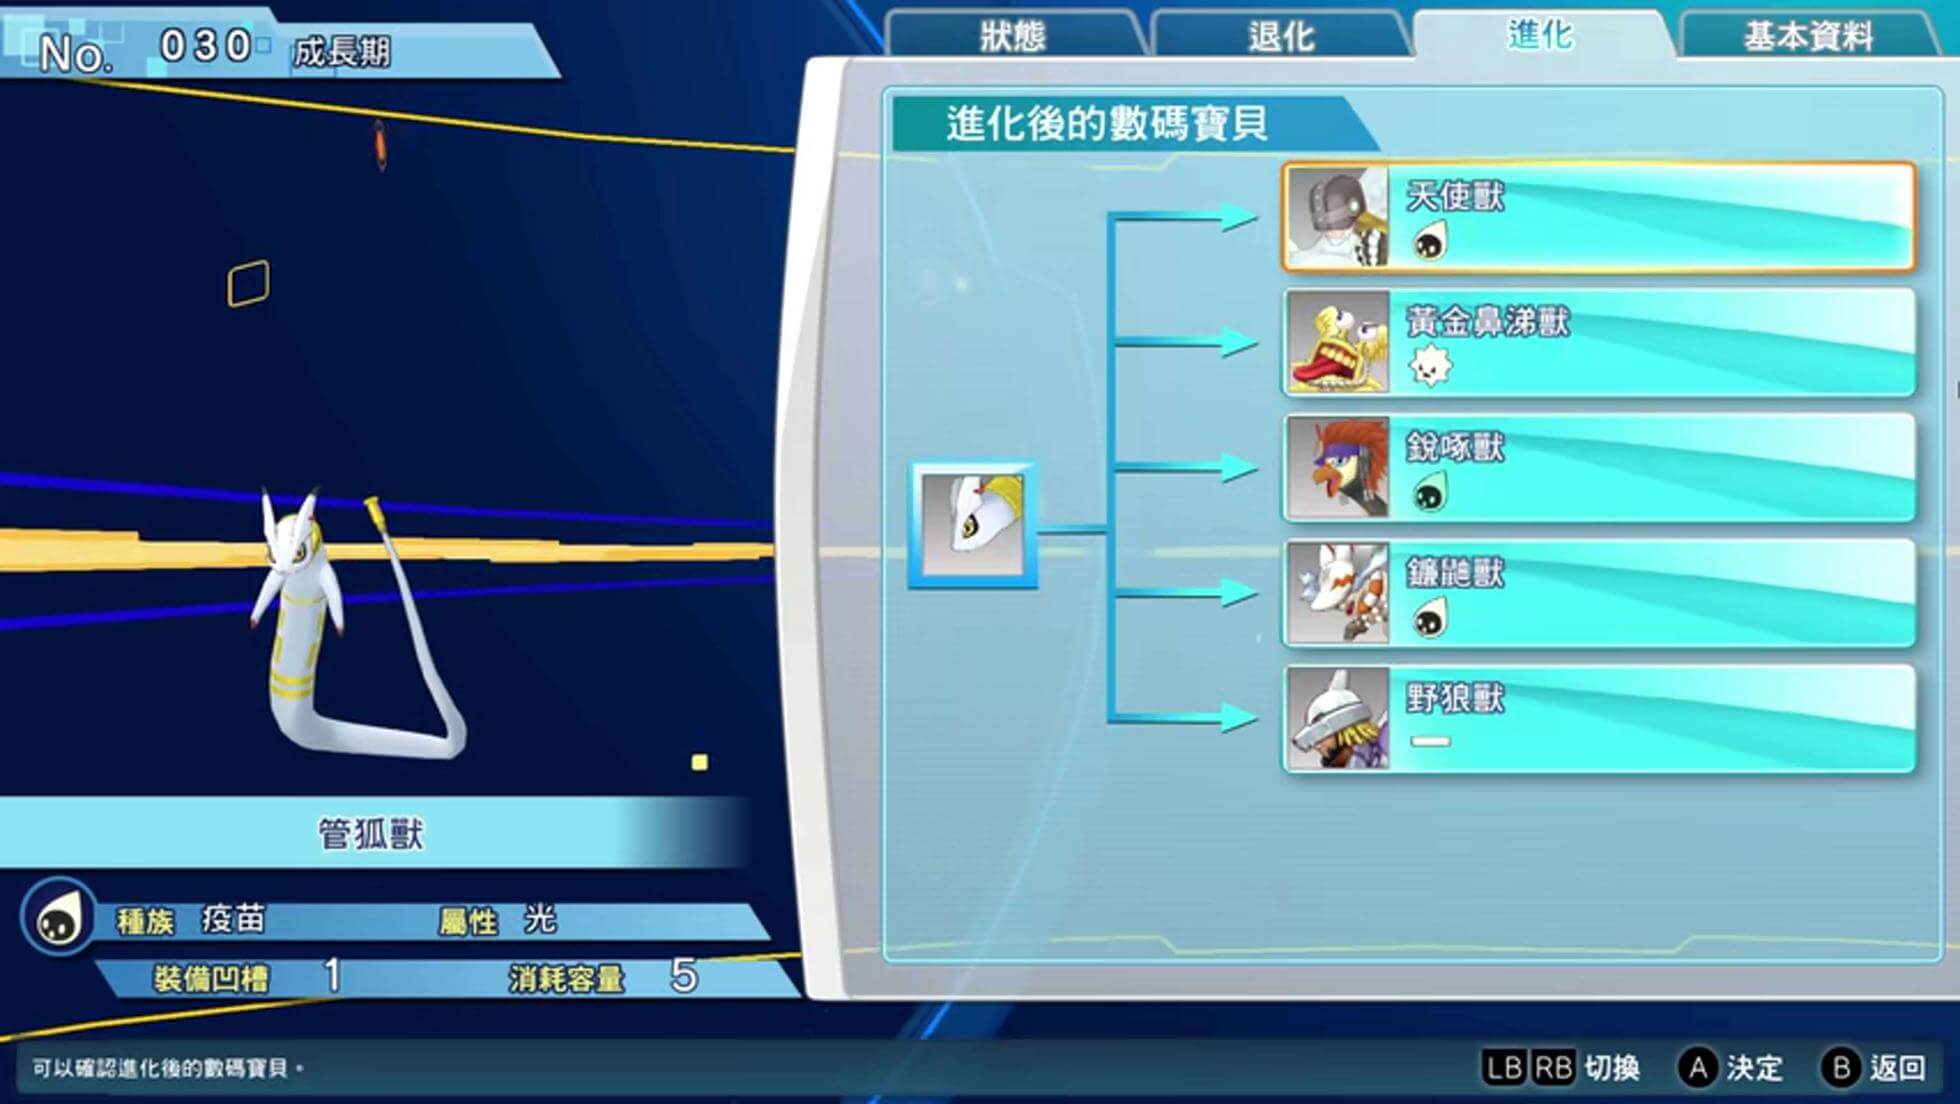 No. 030 成長期
狀態 退化 進化 基本資料
進化後的數碼寶貝
天使獸
黃金鼻涕獸
銳啄獸
鐮鼬獸
野狼獸
管狐獸
種族 疫苗 屬性 光
裝備凹槽 1 消耗容量 5
可以確認進化後的數碼寶貝。
LB RB 切換 A 決定 B 返回